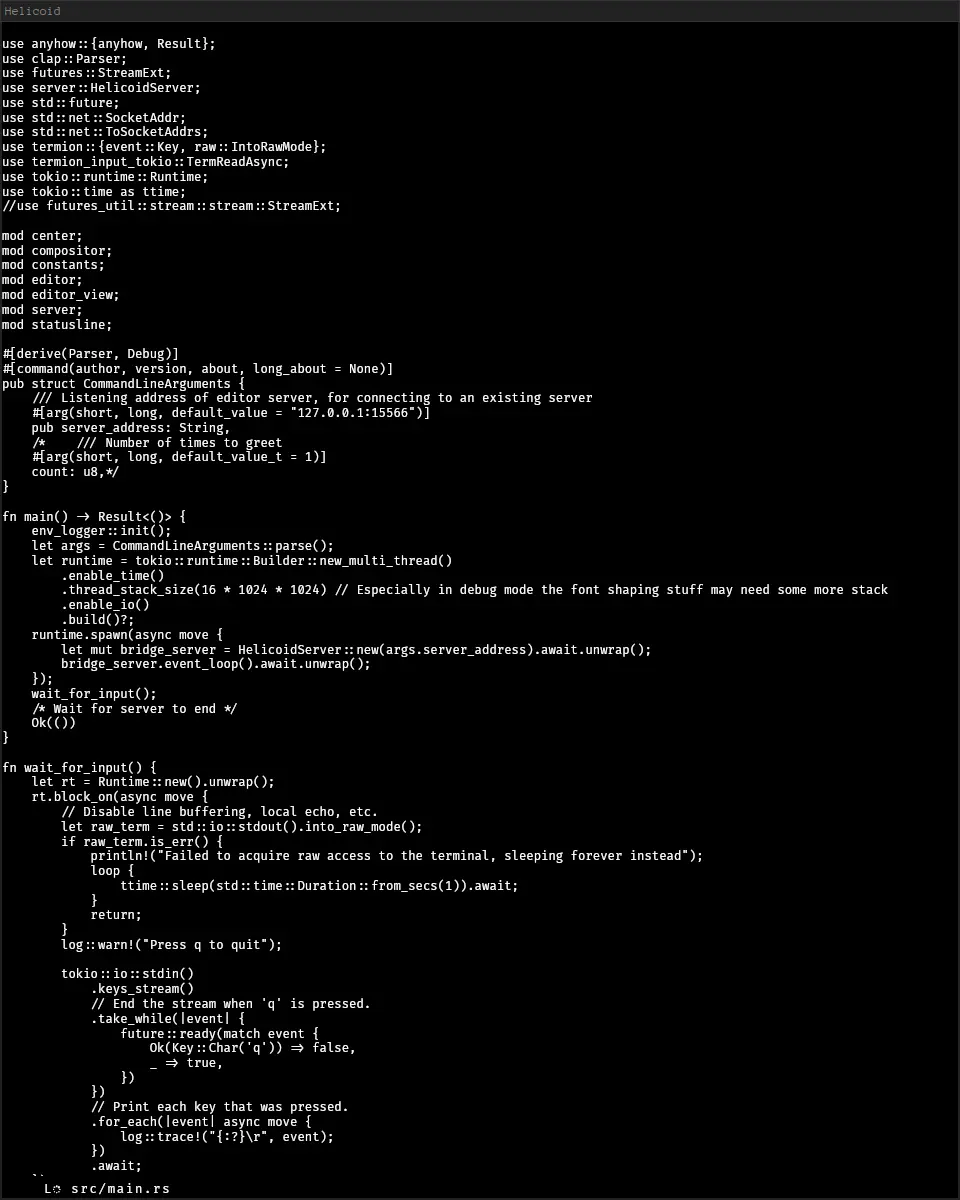 Helicoid
use anyhow::{anyhow, Result};
use clap::Parser;
use futures::StreamExt;
use server::HelicoidServer;
use std::future;
use std::net::SocketAddr;
use std::net::ToSocketAddrs;
use termion::{event::Key, raw::IntoRawMode};
use termion_input_tokio::TermReadAsync;
use tokio::runtime::Runtime;
use tokio::time as ttime;
//use futures_util::stream::stream::StreamExt;
mod center;
mod compositor;
mod constants;
mod editor;
mod editor_view;
mod server;
mod statusline;
#[derive(Parser, Debug)]
#[command(author, version, about, long_about = None)]
pub struct CommandLineArguments {
    /// Listening address of editor server, for connecting to an existing server
    #[arg(short, long, default_value = "127.0.0.1:15566")]
    pub server_address: String,
    /*    /// Number of times to greet
    #[arg(short, long, default_value_t = 1)]
    count: u8,*/
}
fn main() -> Result<()> {
    env_logger::init();
    let args = CommandLineArguments::parse();
    let runtime = tokio::runtime::Builder::new_multi_thread()
        .enable_time()
        .thread_stack_size(16 * 1024 * 1024) // Especially in debug mode the font shaping stuff may need some more stack
        .enable_io()
        .build()?;
    runtime.spawn(async move {
        let mut bridge_server = HelicoidServer::new(args.server_address).await.unwrap();
        bridge_server.event_loop().await.unwrap();
    });
    wait_for_input();
    /* Wait for server to end */
    Ok(())
}
fn wait_for_input() {
    let rt = Runtime::new().unwrap();
    rt.block_on(async move {
        // Disable line buffering, local echo, etc.
        let raw_term = std::io::stdout().into_raw_mode();
        if raw_term.is_err() {
            println!("Failed to acquire raw access to the terminal, sleeping forever instead");
            loop {
                ttime::sleep(std::time::Duration::from_secs(1)).await;
            }
            return;
        }
        log::warn!("Press q to quit");
        tokio::io::stdin()
            .keys_stream()
            // End the stream when 'q' is pressed.
            .take_while(|event| {
                future::ready(match event {
                    Ok(Key::Char('q')) => false,
                    _ => true,
                })
            })
            // Print each key that was pressed.
            .for_each(|event| async move {
                log::trace!("{:?}\r", event);
            })
            .await;
src/main.rs